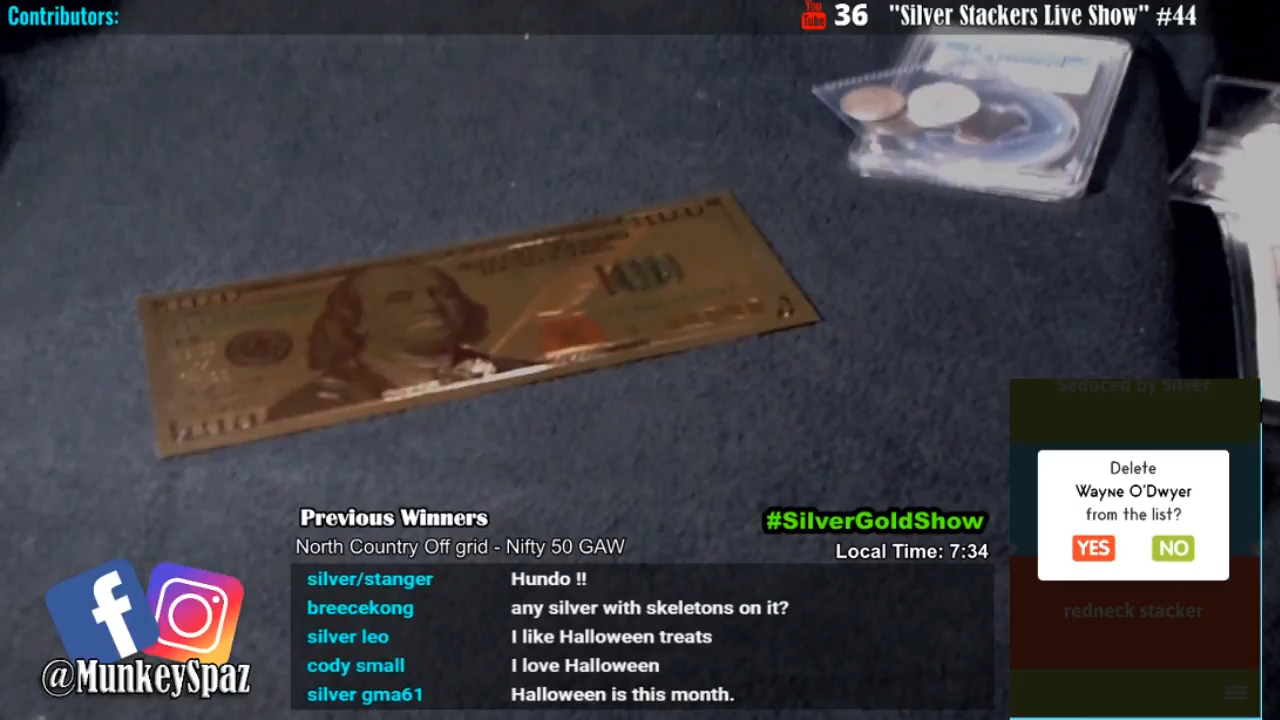 Contributors:
You Tube 36 "Silver Stackers Live Show" #44
100
Seduced by Silver
Delete
Wayne O'Dwyer
from the list?
YES NO
redneck stacker
Previous Winners
North Country Off grid - Nifty 50 GAW
#SilverGoldShow
Local Time: 7:34
silver/stanger Hundo !!
breecekong any silver with skeletons on it?
silver leo I like Halloween treats
cody small I love Halloween
silver gma61 Halloween is this month.
@MunkeySpaz